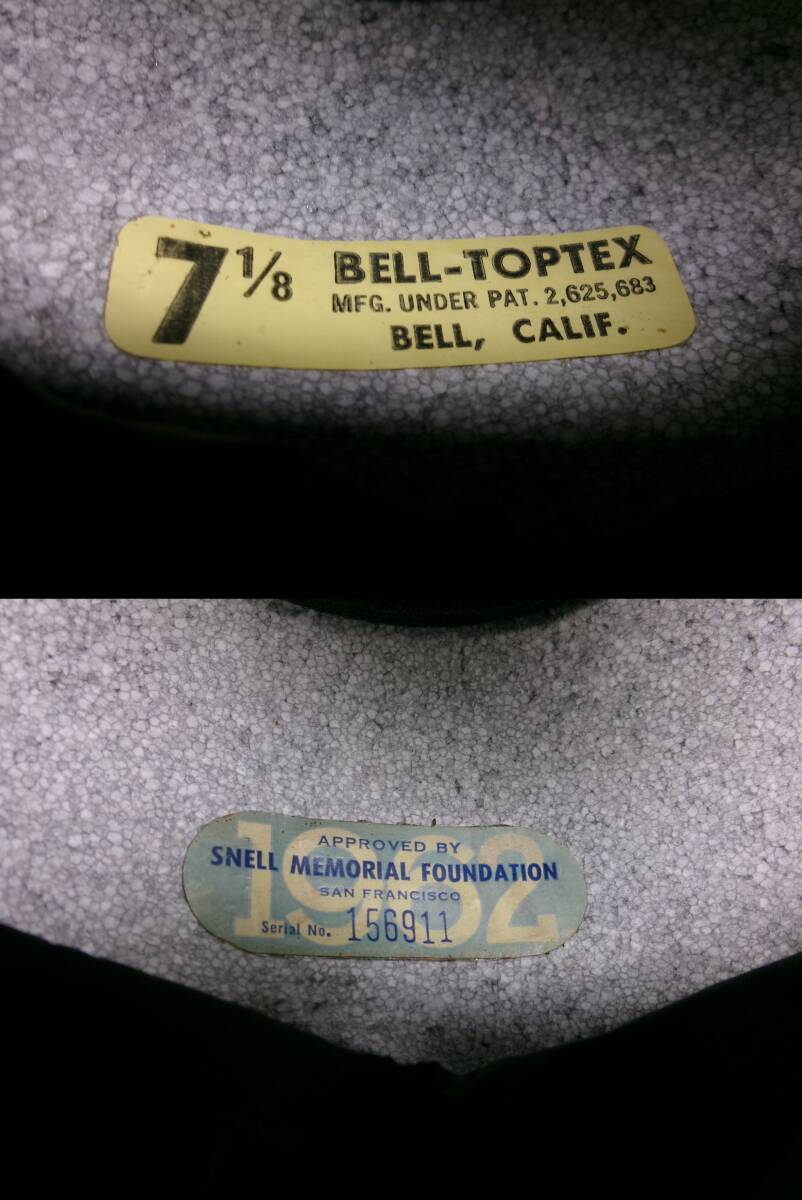 7 1/8 BELL-TOPTEX
MFG. UNDER PAT. 2,625,683
BELL, CALIF.
1962
APPROVED BY
SNELL MEMORIAL FOUNDATION
SAN FRANCISCO
Serial No. 156911